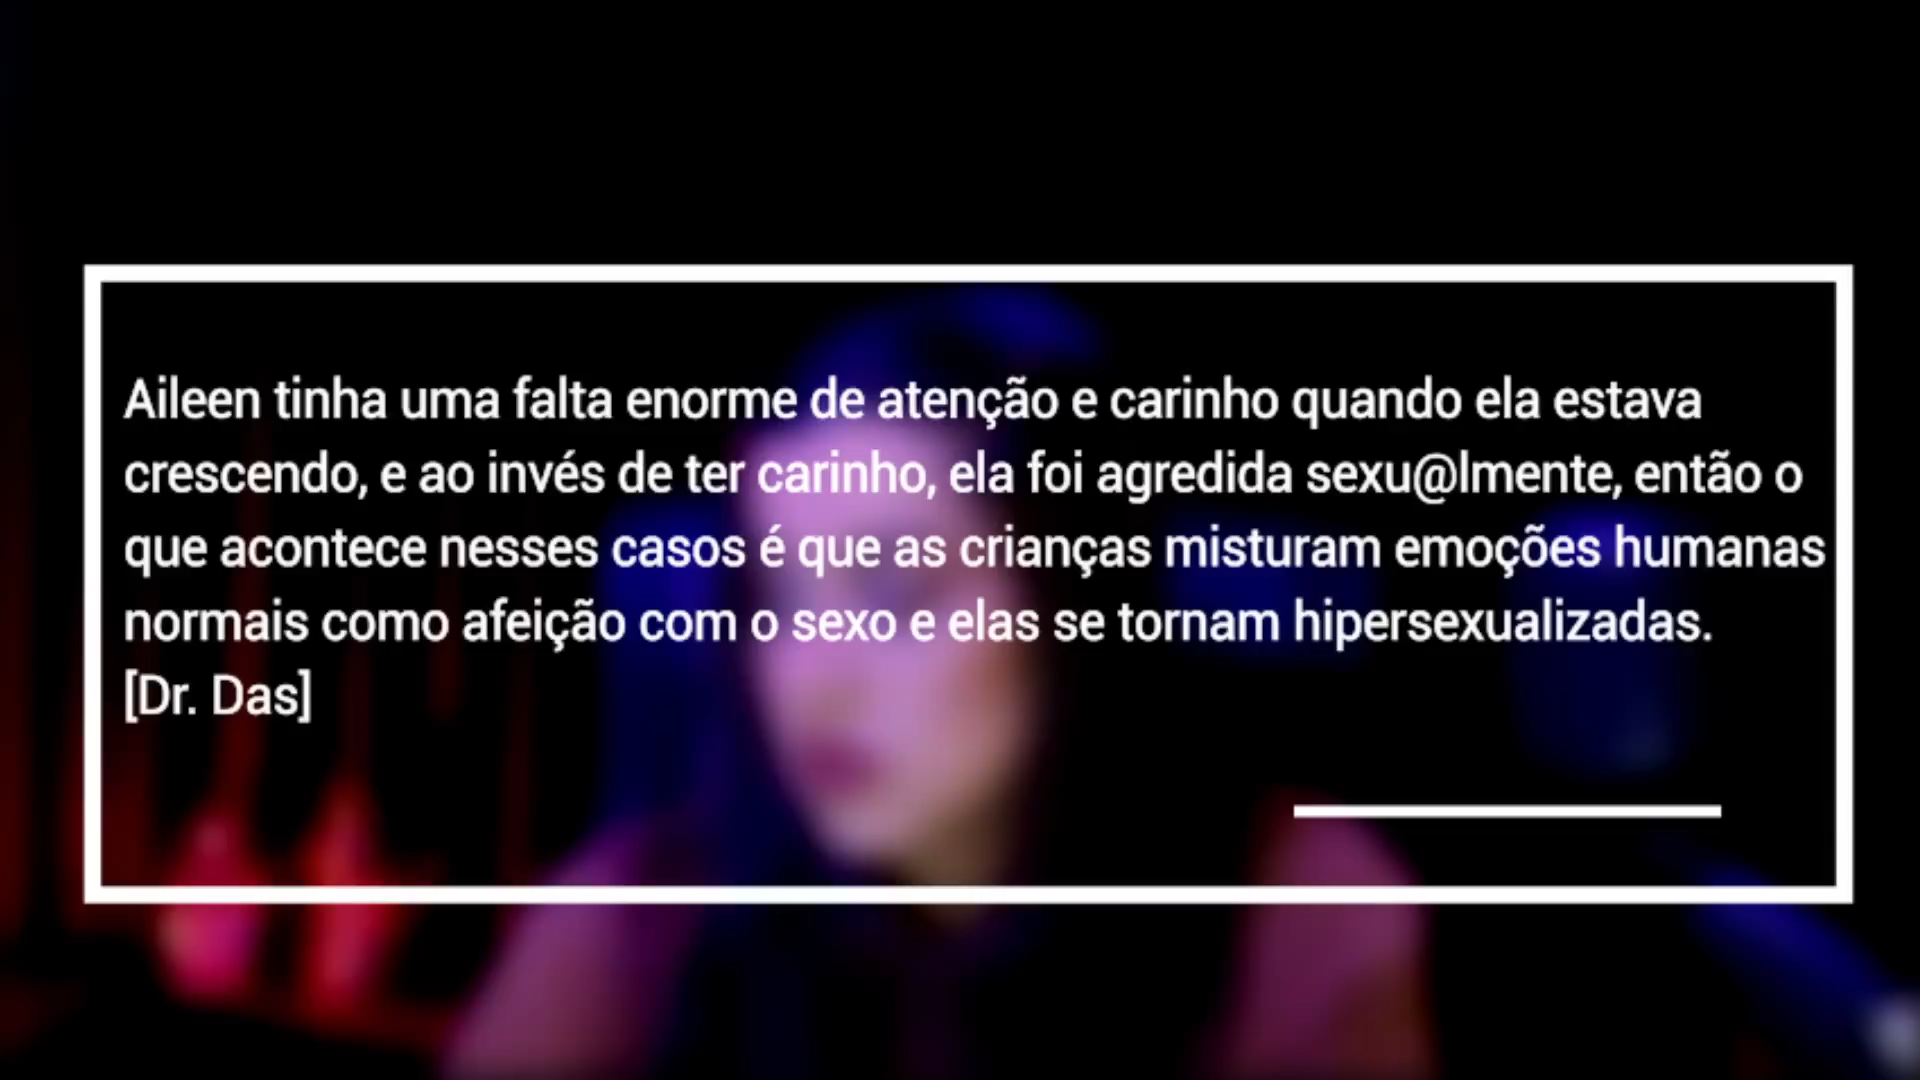 Aileen tinha uma falta enorme de atenção e carinho quando ela estava
crescendo, e ao invés de ter carinho, ela foi agredida sexu@lmente, então o
que acontece nesses casos é que as crianças misturam emoções humanas
normais como afeição com o sexo e elas se tornam hipersexualizadas.
[Dr. Das]